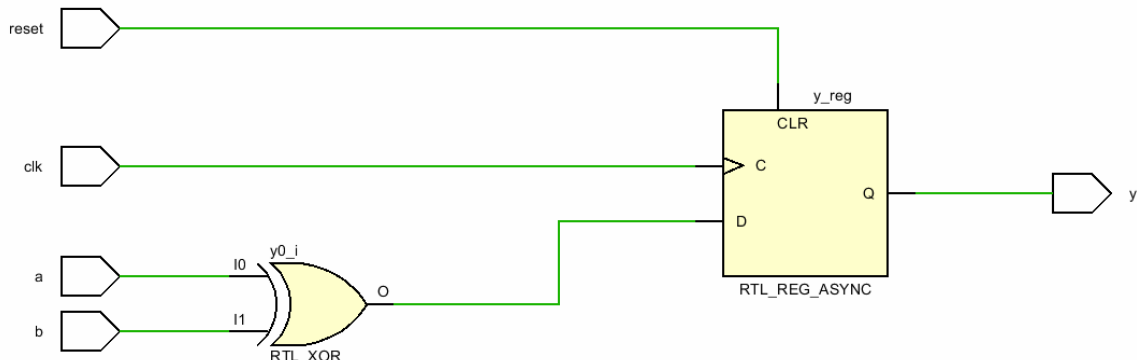 reset
y_reg
CLR
clk
C
Q
y
D
y0_i
a
I0
O
RTL_REG_ASYNC
b
I1
RTL_XOR